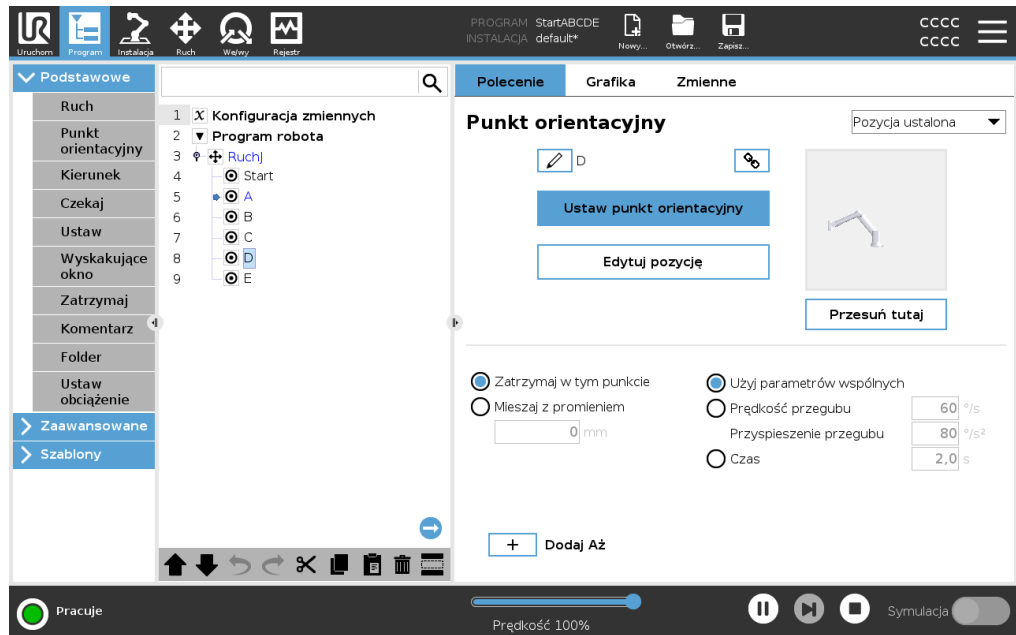 UR
Uruchom
Program
Instalacja
Ruch
We/wy
Rejestr
PROGRAM StartABCDE
INSTALACJA default*
Nowy...
Otwórz...
Zapisz...
CCCC
CCCC
Podstawowe
Ruch
Punkt
orientacyjny
Kierunek
Czekaj
Ustaw
Wyskakujące
okno
Zatrzymaj
Komentarz
Folder
Ustaw
obciążenie
Zaawansowane
Szablony
1 X Konfiguracja zmiennych
2 Program robota
3 RuchJ
4 Start
5 A
6 B
7 C
8 D
9 E
Polecenie Grafika Zmienne
Punkt orientacyjny
Pozycja ustalona
D
Ustaw punkt orientacyjny
Edytuj pozycję
Przesuń tutaj
Zatrzymaj w tym punkcie
Mieszaj z promieniem
0 mm
Użyj parametrów wspólnych
Prędkość przegubu 60 °/s
Przyspieszenie przegubu 80 °/s²
Czas 2,0 s
+ Dodaj Aż
Pracuje
Prędkość 100%
Symulacja